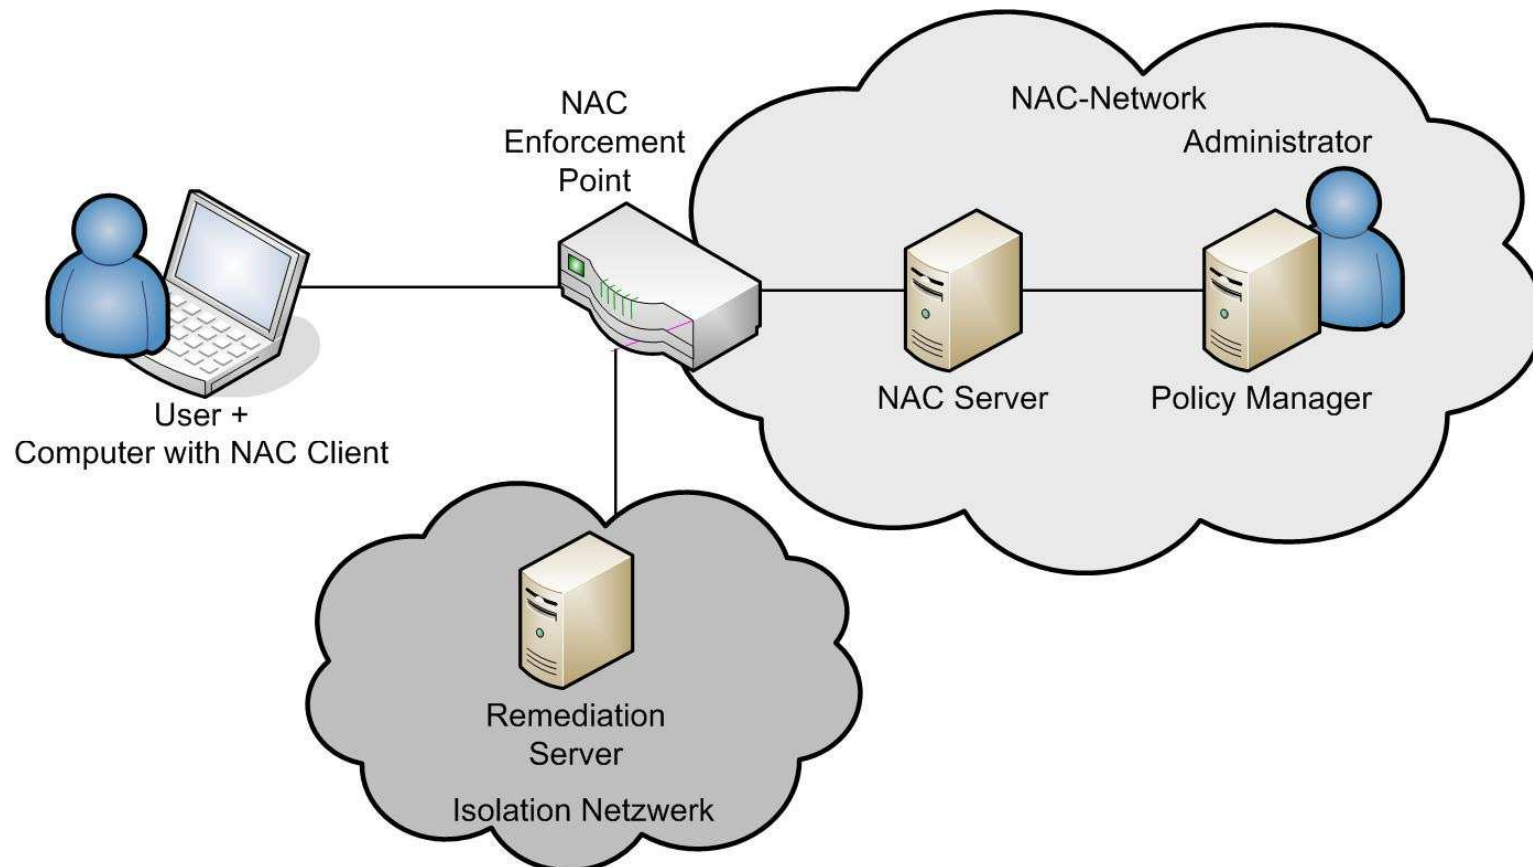 NAC-Network
Administrator
NAC
Enforcement
Point
NAC Server
Policy Manager
User +
Computer with NAC Client
Remediation
Server
Isolation Netzwerk